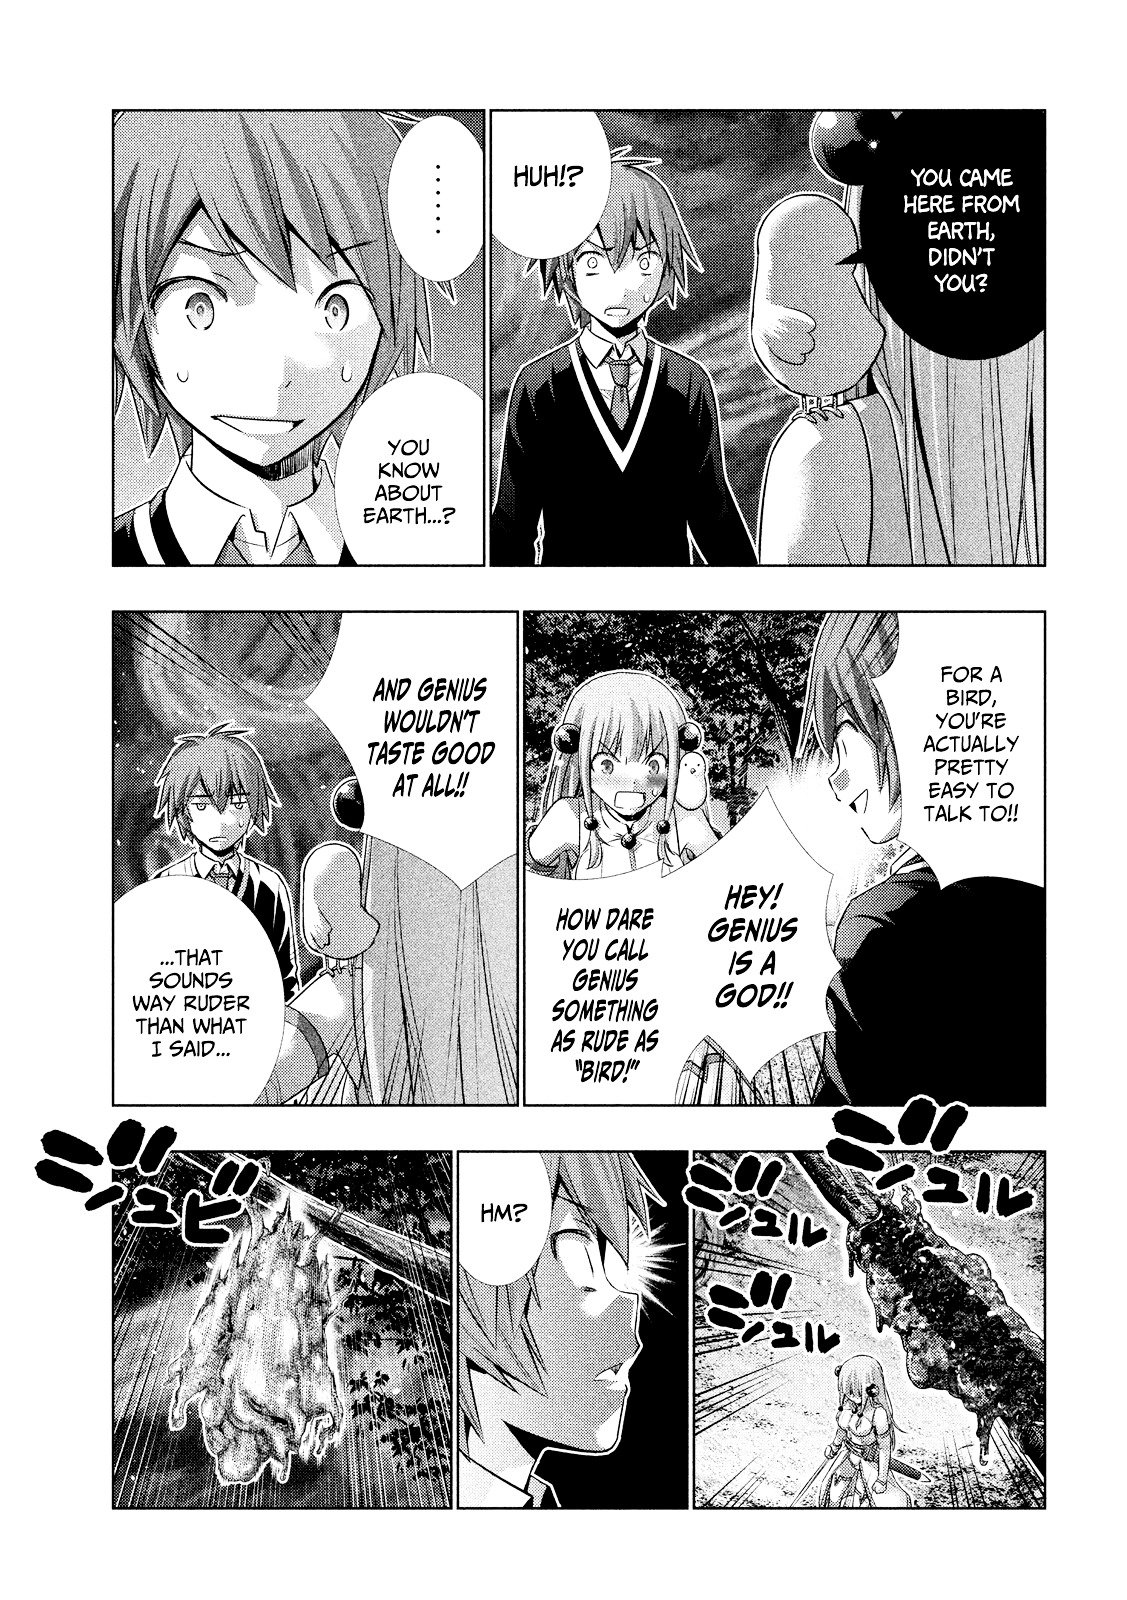 YOU CAME
HERE FROM
EARTH,
DIDN'T
YOU?
HUH!?
......
YOU
KNOW
ABOUT
EARTH...?
FOR A
BIRD,
YOU'RE
ACTUALLY
PRETTY
EASY TO
TALK TO!!
HEY!
GENIUS
IS A
GOD!!
HOW DARE
YOU CALL
GENIUS
SOMETHING
AS RUDE AS
"BIRD!"
AND GENIUS
WOULDN'T
TASTE GOOD
AT ALL!!
...THAT
SOUNDS
WAY RUDER
THAN WHAT
I SAID...
ジュル
ジュル
ジュル
HM?
ジュビ